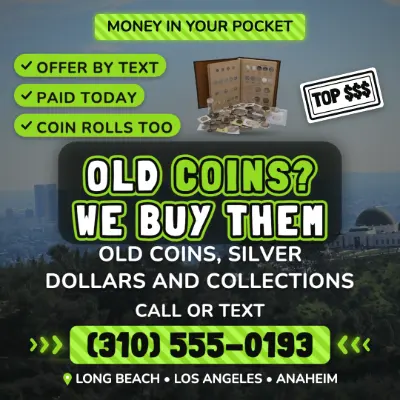 MONEY IN YOUR POCKET
OFFER BY TEXT
PAID TODAY
COIN ROLLS TOO
TOP $$$
OLD COINS?
WE BUY THEM
OLD COINS, SILVER
DOLLARS AND COLLECTIONS
CALL OR TEXT
(310) 555-0193
LONG BEACH • LOS ANGELES • ANAHEIM